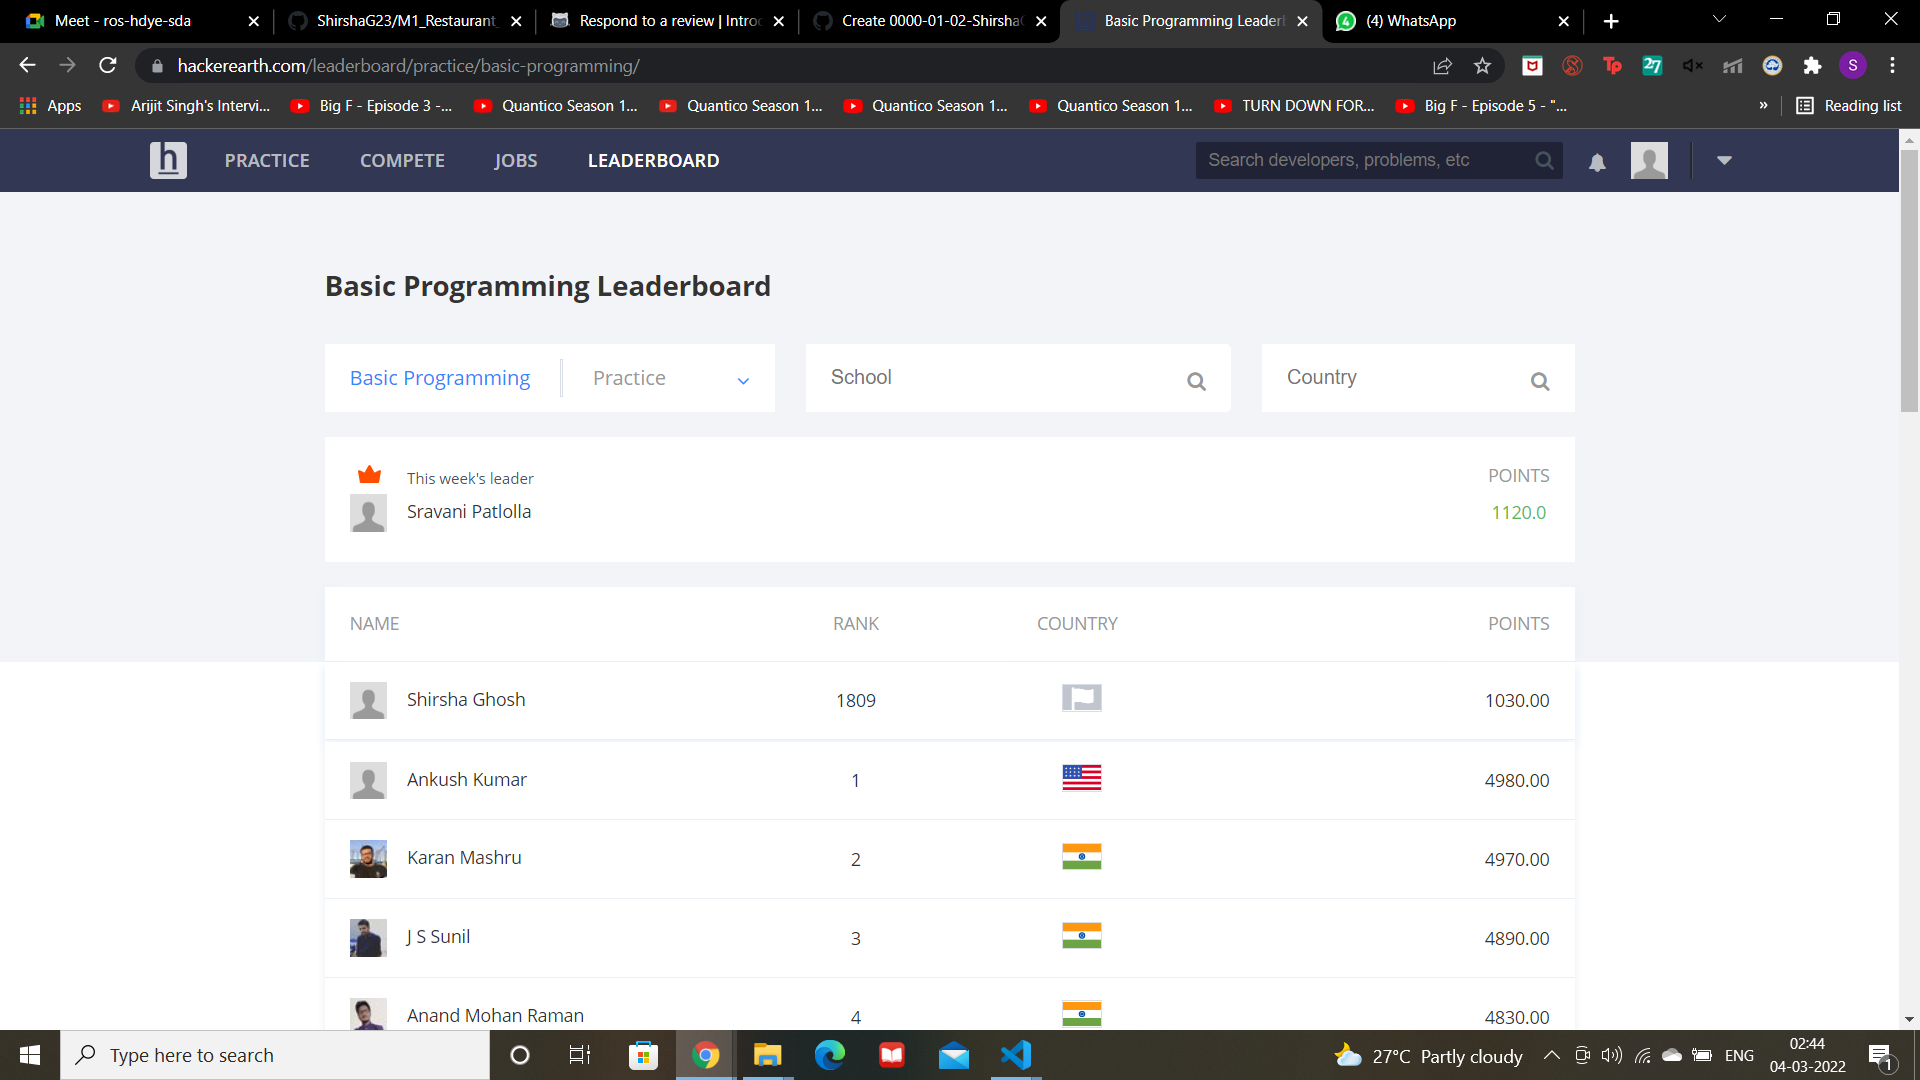 Meet - ros-hdye-sda
ShirshaG23/M1_Restaurant_
Respond to a review | Introd
Create 0000-01-02-ShirshaG
Basic Programming Leaderb
(4) WhatsApp
hackerearth.com/leaderboard/practice/basic-programming/
Apps
Arijit Singh's Intervi...
Big F - Episode 3 -...
Quantico Season 1...
Quantico Season 1...
Quantico Season 1...
Quantico Season 1...
TURN DOWN FOR...
Big F - Episode 5 - "...
»
Reading list
h PRACTICE COMPETE JOBS LEADERBOARD
Search developers, problems, etc
Basic Programming Leaderboard
Basic Programming Practice
School
Country
This week's leader POINTS
Sravani Patlolla 1120.0
NAME RANK COUNTRY POINTS
Shirsha Ghosh 1809 1030.00
Ankush Kumar 1 4980.00
Karan Mashru 2 4970.00
J S Sunil 3 4890.00
Anand Mohan Raman 4 4830.00
Type here to search
27°C Partly cloudy
ENG
02:44
04-03-2022
1